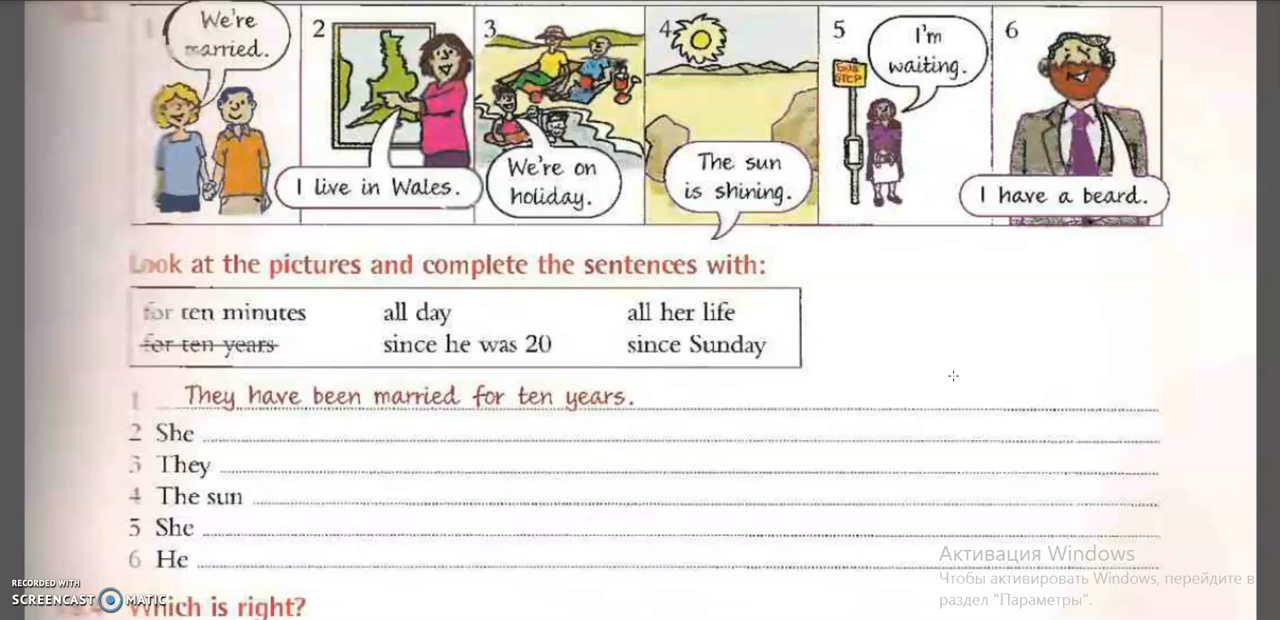 1
We're
married.
2
I live in Wales.
3
We're on
holiday.
4
The sun
is shining.
5
BUS
STOP
I'm
waiting.
6
I have a beard.
Look at the pictures and complete the sentences with:
for ten minutes all day all her life
for ten years since he was 20 since Sunday
1 They have been married for ten years.
2 She
3 They
4 The sun
5 She
6 He
Which is right?
Активация Windows
Чтобы активировать Windows, перейдите в
раздел "Параметры".
RECORDED WITH
SCREENCAST MATIC